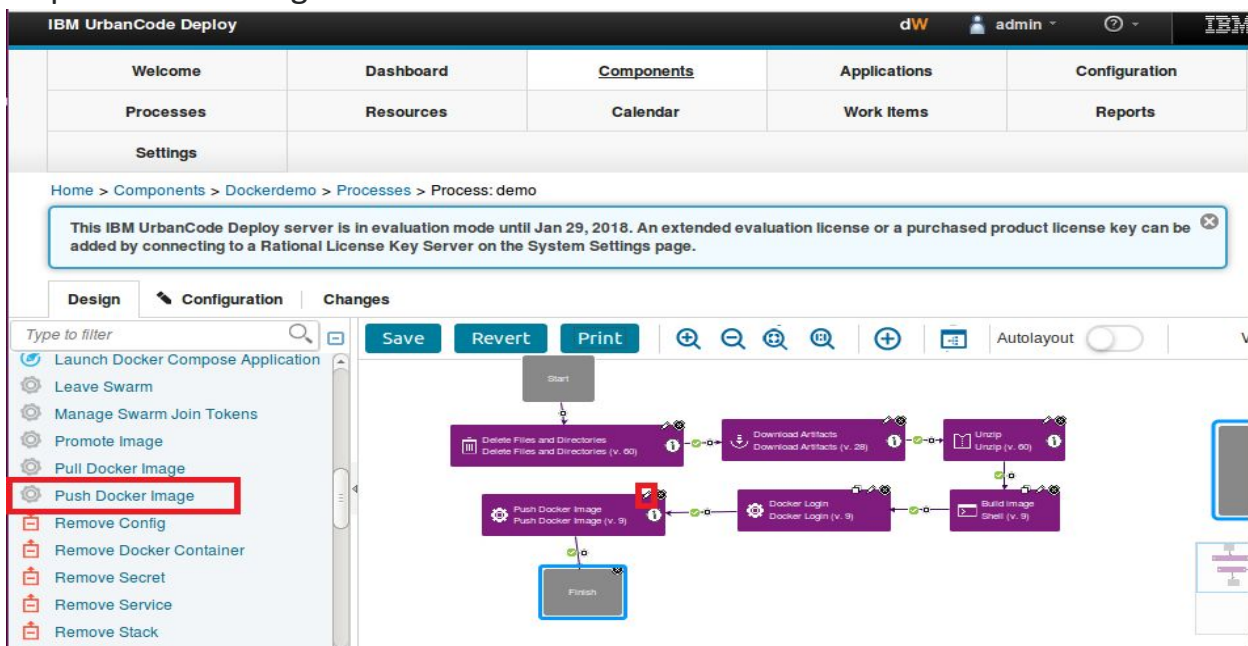 IBM UrbanCode Deploy
dW
admin
IBM
Welcome
Dashboard
Components
Applications
Configuration
Processes
Resources
Calendar
Work Items
Reports
Settings
Home > Components > Dockerdemo > Processes > Process: demo
This IBM UrbanCode Deploy server is in evaluation mode until Jan 29, 2018. An extended evaluation license or a purchased product license key can be
added by connecting to a Rational License Key Server on the System Settings page.
Design
Configuration
Changes
Type to filter
Save
Revert
Print
Autolayout
V
Launch Docker Compose Application
Leave Swarm
Manage Swarm Join Tokens
Promote Image
Pull Docker Image
Push Docker Image
Remove Config
Remove Docker Container
Remove Secret
Remove Service
Remove Stack
Start
Delete Files and Directories
Delete Files and Directories (v. 60)
Download Artifacts
Download Artifacts (v. 28)
Unzip
Unzip (v. 60)
Push Docker Image
Push Docker Image (v. 9)
Docker Login
Docker Login (v. 9)
Build Image
Shell (v. 9)
Finish